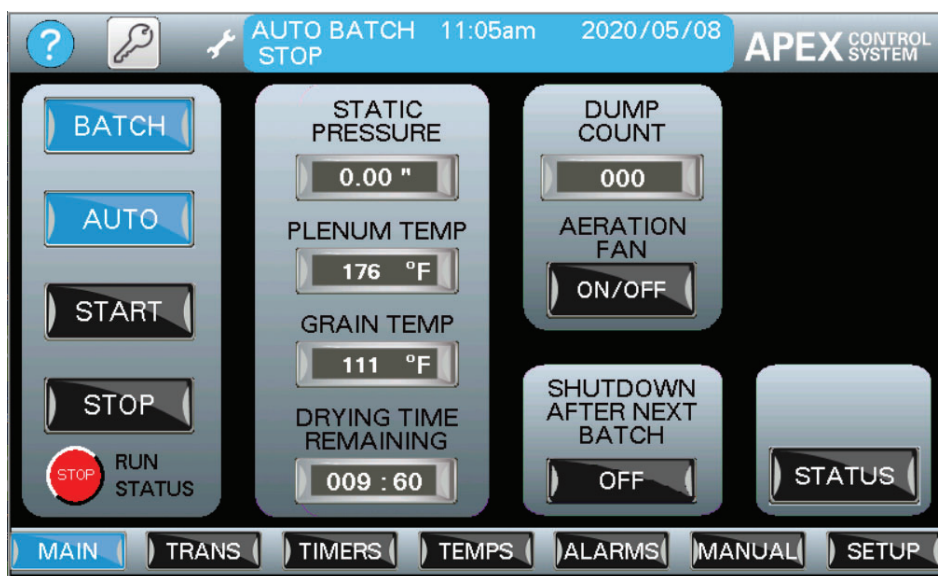 ?
AUTO BATCH 11:05am 2020/05/08
STOP
APEX CONTROL
SYSTEM
BATCH
AUTO
START
STOP
STOP
RUN
STATUS
STATIC
PRESSURE
0.00 "
PLENUM TEMP
176 °F
GRAIN TEMP
111 °F
DRYING TIME
REMAINING
009 : 60
DUMP
COUNT
000
AERATION
FAN
ON/OFF
SHUTDOWN
AFTER NEXT
BATCH
OFF
STATUS
MAIN TRANS TIMERS TEMPS ALARMS MANUAL SETUP